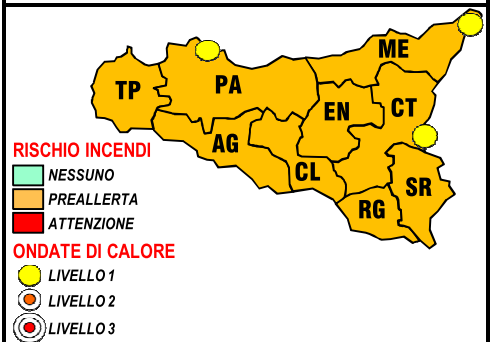 ME
TP
PA
EN
CT
AG
CL
SR
RG
RISCHIO INCENDI
NESSUNO
PREALLERTA
ATTENZIONE
ONDATE DI CALORE
LIVELLO 1
LIVELLO 2
LIVELLO 3